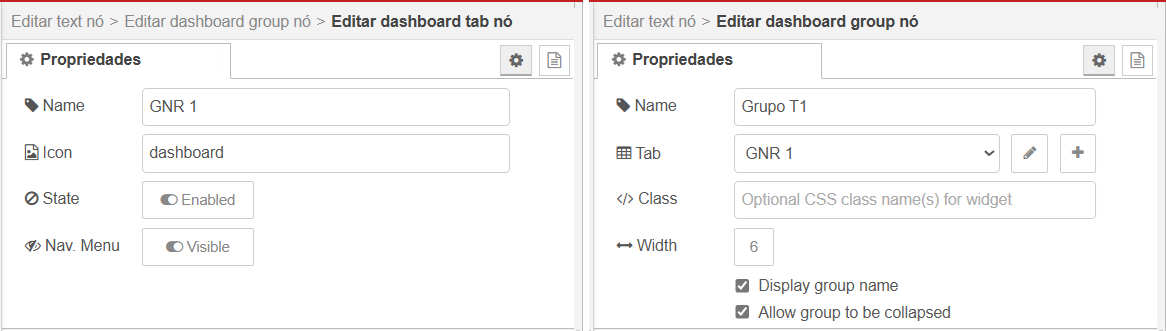 Editar text nó > Editar dashboard group nó > Editar dashboard tab nó
Propriedades
Name GNR 1
Icon dashboard
State Enabled
Nav. Menu Visible
Editar text nó > Editar dashboard group nó
Propriedades
Name Grupo T1
Tab GNR 1
Class Optional CSS class name(s) for widget
Width 6
Display group name
Allow group to be collapsed